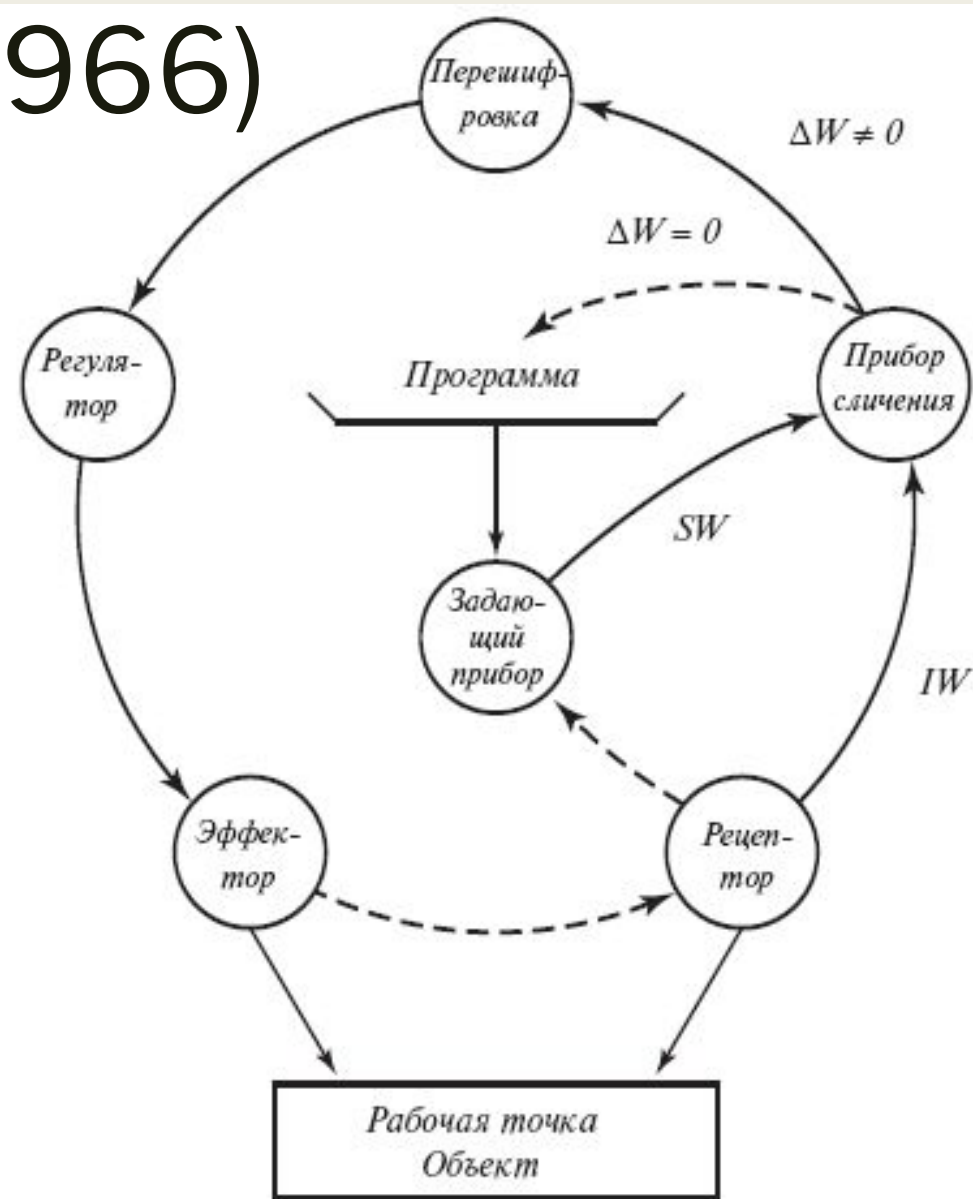 966)
Перешиф-
ровка
ΔW ≠ 0
ΔW = 0
Регуля-
тор
Программа
Прибор
сличения
SW
Задаю-
щий
прибор
IW
Эффек-
тор
Рецеп-
тор
Рабочая точка
Объект